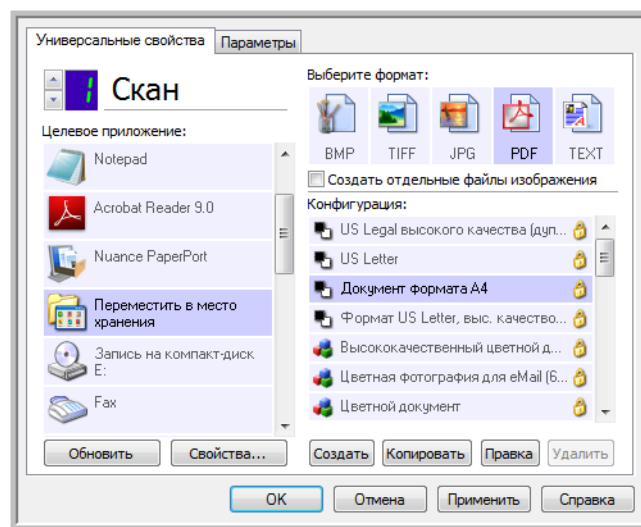 Универсальные свойства
Параметры
1
Скан
Целевое приложение:
Notepad
Acrobat Reader 9.0
Nuance PaperPort
Переместить в место
хранения
Запись на компакт-диск
E:
Fax
Обновить
Свойства...
Выберите формат:
BMP
TIFF
JPG
PDF
TEXT
Создать отдельные файлы изображения
Конфигурация:
US Legal высокого качества (дуп...
US Letter
Документ формата A4
Формат US Letter, выс. качество...
Высококачественный цветной д...
Цветная фотография для eMail (6...
Цветной документ
Создать
Копировать
Правка
Удалить
OK
Отмена
Применить
Справка